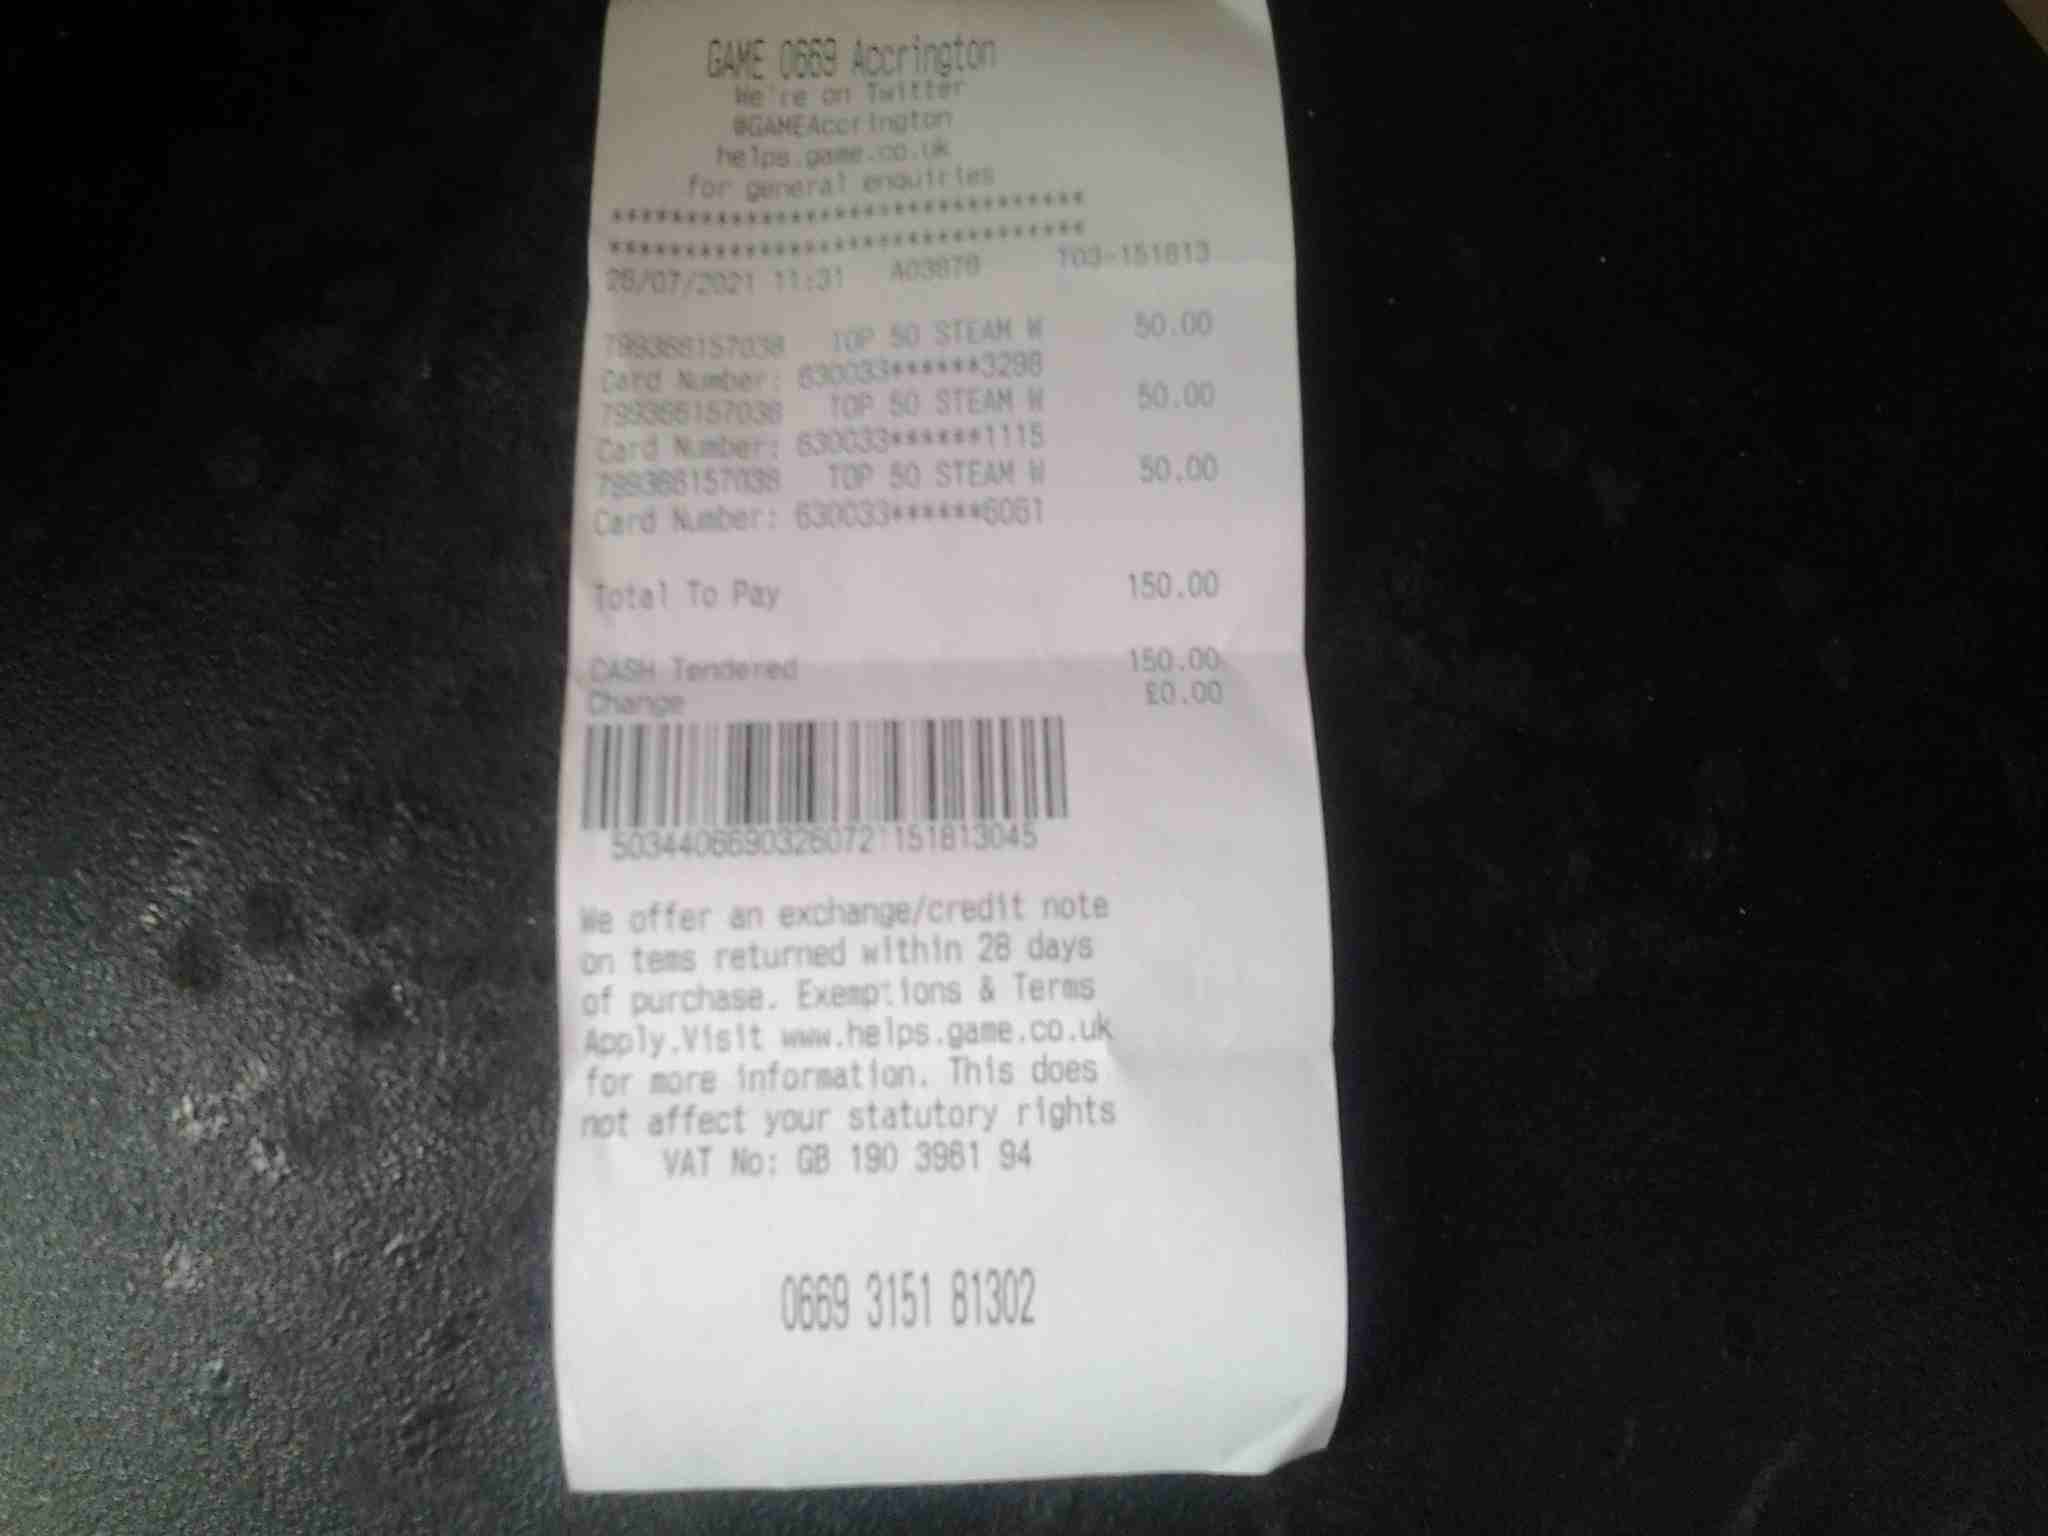 GAME 0669 Accrington
We're on Twitter
@GAMEAccrington
helps.game.co.uk
for general enquiries
*******************************
*******************************
26/07/2021 11:31 A03878 T03-151813
799366157038 TOP 50 STEAM W 50.00
Card Number: 630033******3298
799366157038 TOP 50 STEAM W 50.00
Card Number: 630033******1115
799366157038 TOP 50 STEAM W 50.00
Card Number: 630033******6061
Total To Pay 150.00
CASH Tendered 150.00
Change £0.00
50344066903260721151813045
We offer an exchange/credit note
on tems returned within 28 days
of purchase. Exemptions & Terms
Apply.Visit www.helps.game.co.uk
for more information. This does
not affect your statutory rights
VAT No: GB 190 3961 94
0669 3151 81302